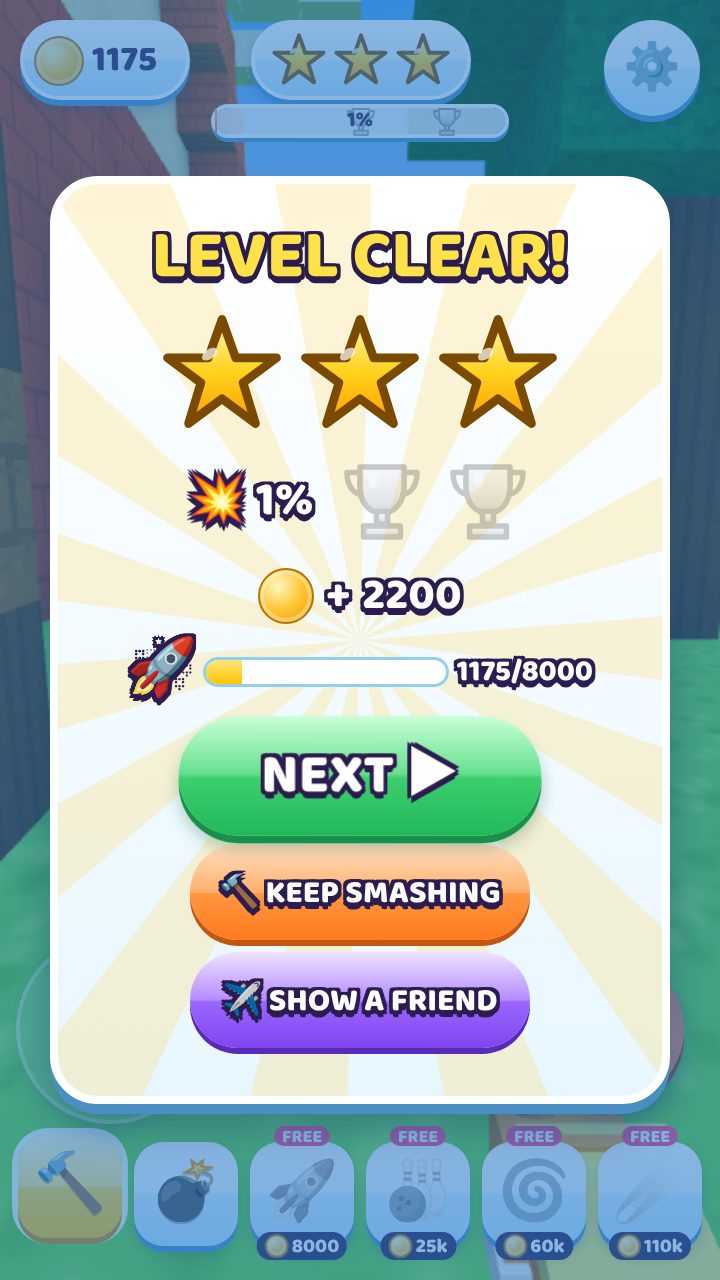 1175
1%
LEVEL CLEAR!
1%
+ 2200
1175/8000
NEXT
KEEP SMASHING
SHOW A FRIEND
FREE FREE FREE FREE
8000 25k 60k 110k